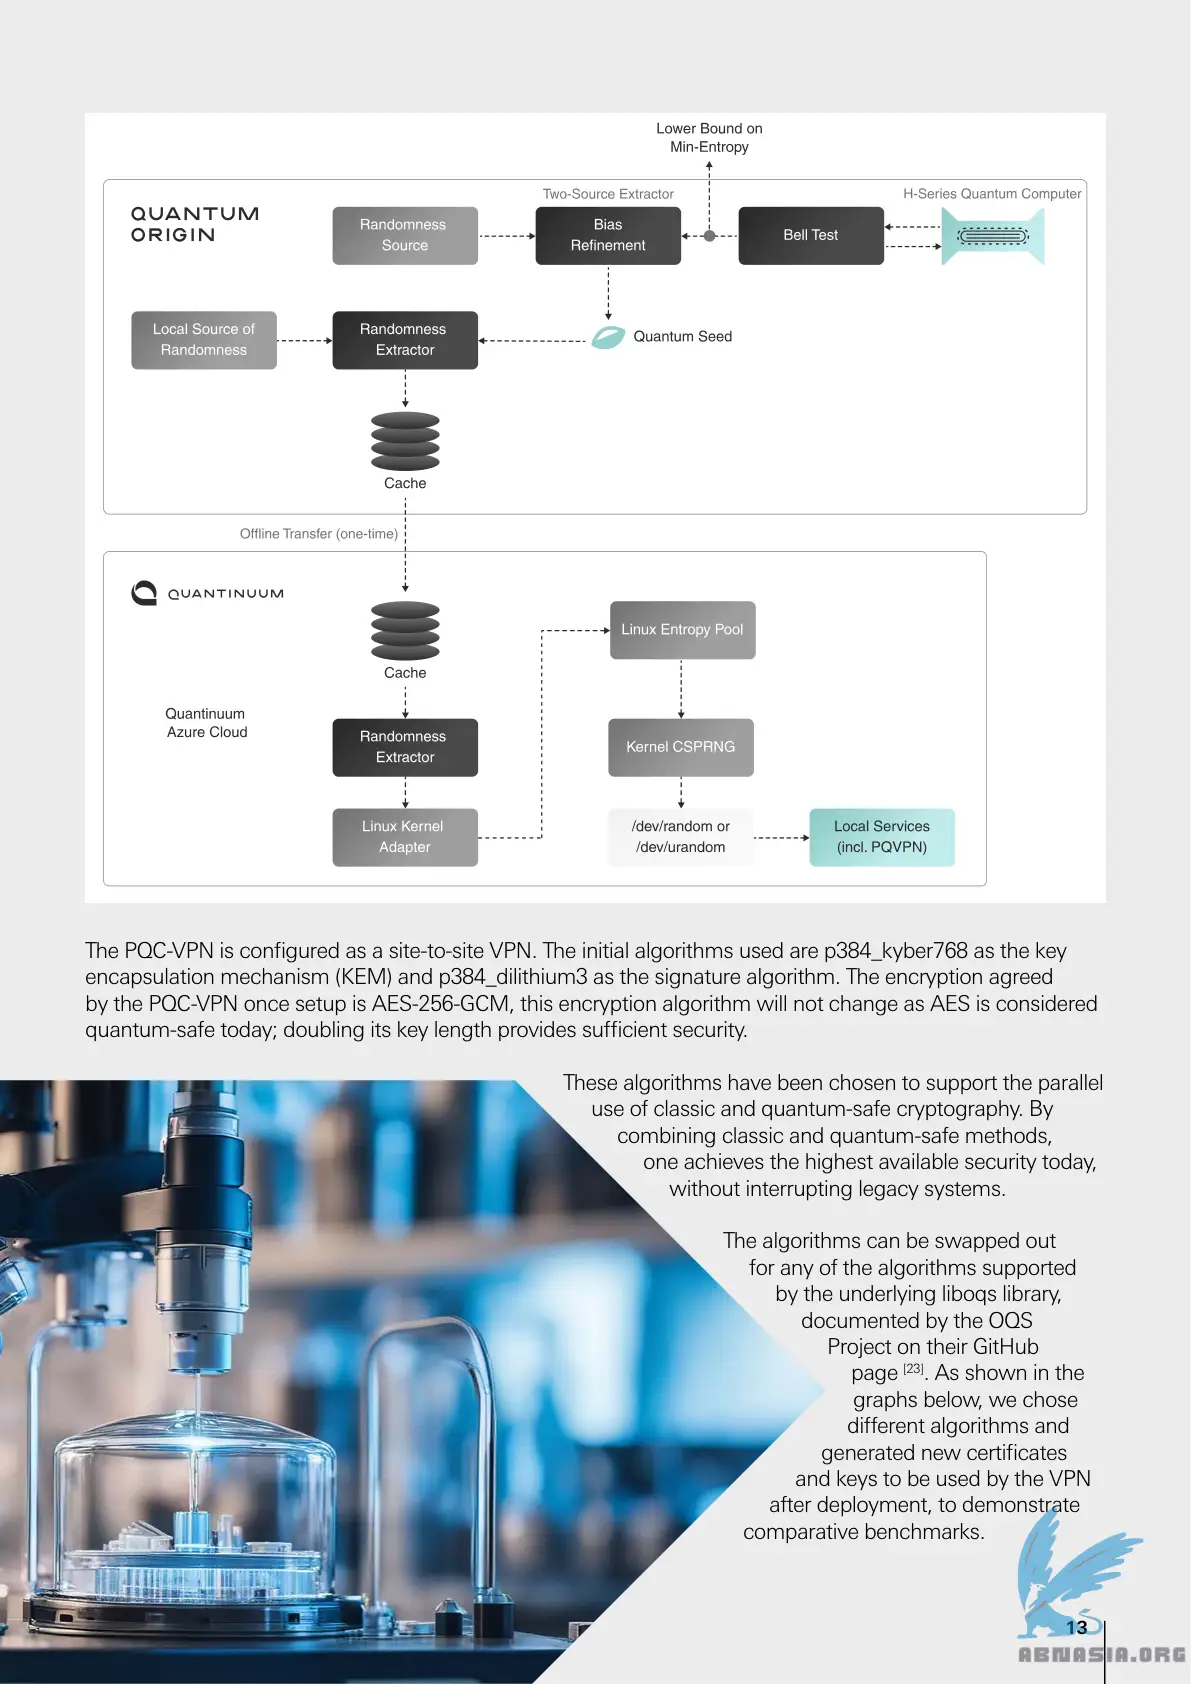 Lower Bound on
Min-Entropy
Two-Source Extractor
H-Series Quantum Computer
QUANTUM
ORIGIN
Randomness
Source
Bias
Refinement
Bell Test
Local Source of
Randomness
Randomness
Extractor
Quantum Seed
Cache
Offline Transfer (one-time)
QUANTINUUM
Linux Entropy Pool
Cache
Quantinuum
Azure Cloud
Randomness
Extractor
Kernel CSPRNG
Linux Kernel
Adapter
/dev/random or
/dev/urandom
Local Services
(incl. PQVPN)
The PQC-VPN is configured as a site-to-site VPN. The initial algorithms used are p384_kyber768 as the key
encapsulation mechanism (KEM) and p384_dilithium3 as the signature algorithm. The encryption agreed
by the PQC-VPN once setup is AES-256-GCM, this encryption algorithm will not change as AES is considered
quantum-safe today; doubling its key length provides sufficient security.
These algorithms have been chosen to support the parallel
use of classic and quantum-safe cryptography. By
combining classic and quantum-safe methods,
one achieves the highest available security today,
without interrupting legacy systems.
The algorithms can be swapped out
for any of the algorithms supported
by the underlying liboqs library,
documented by the OQS
Project on their GitHub
page [23]. As shown in the
graphs below, we chose
different algorithms and
generated new certificates
and keys to be used by the VPN
after deployment, to demonstrate
comparative benchmarks.
13
ABNASIA.ORG